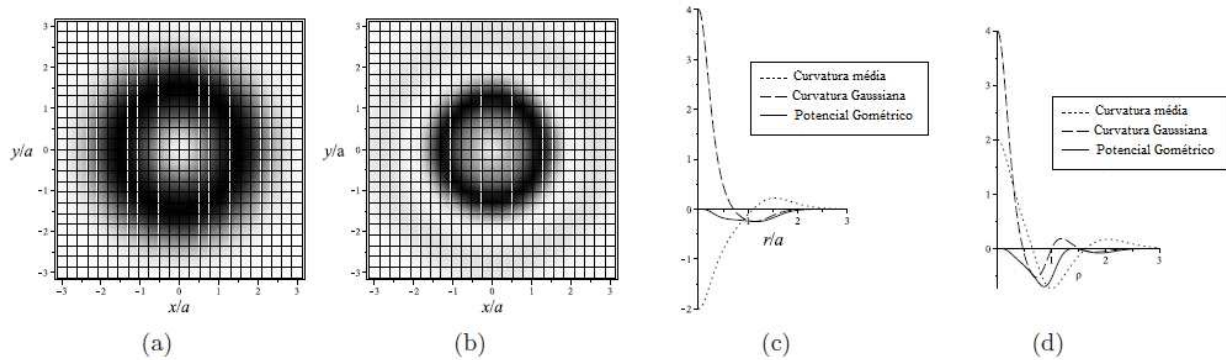 3
2
1
y/a 0
−1
−2
−3
−3 −2 −1 0 1 2 3
x/a
(a)
3
2
1
y/a 0
−1
−2
−3
−3 −2 −1 0 1 2 3
x/a
(b)
4
3
2
1
0
−1
−2
1 2 3
r/a
Curvatura média
Curvatura Gaussiana
Potencial Gométrico
(c)
4
3
2
1
0
1 2 3
ρ
Curvatura média
Curvatura Gaussiana
Potencial Gométrico
(d)